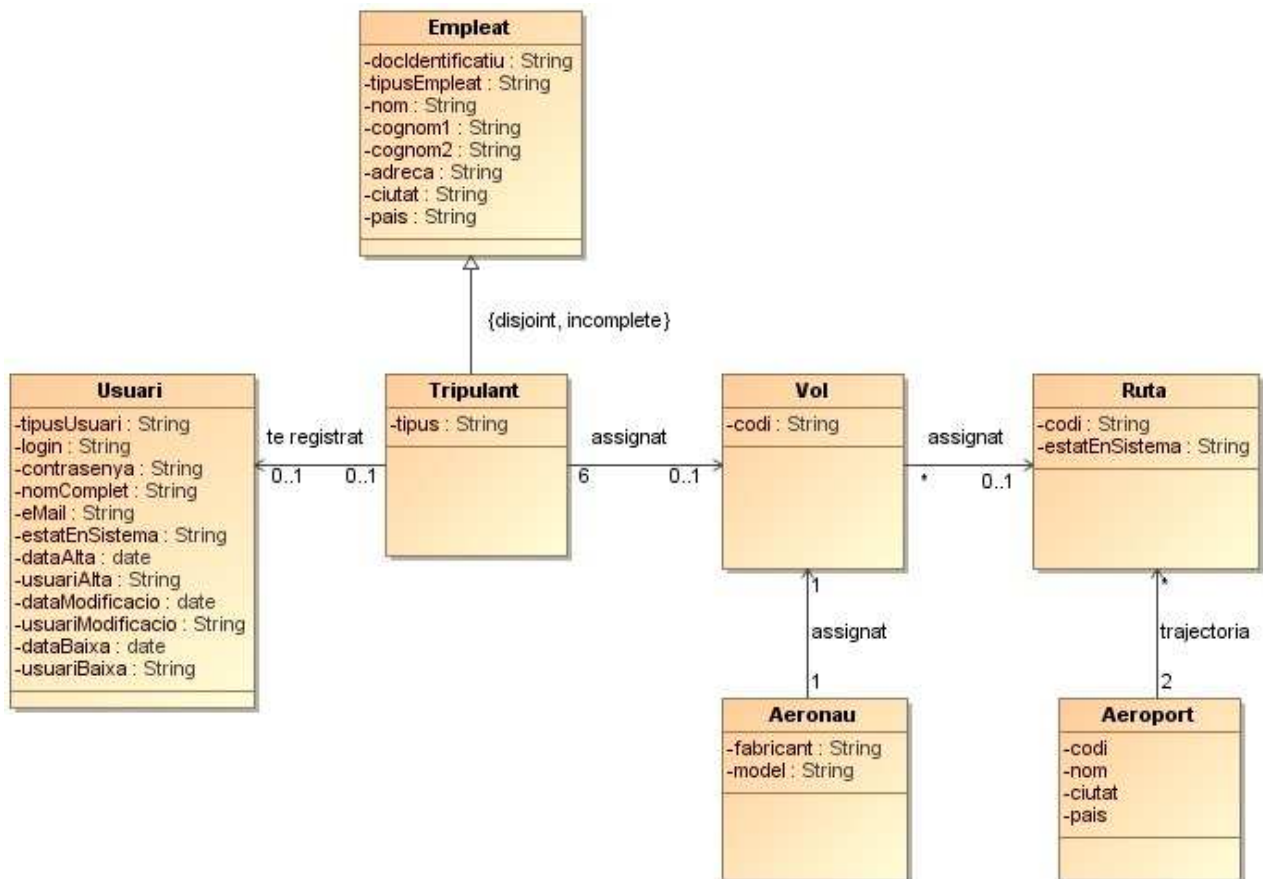 Empleat
-docIdentificatiu : String
-tipusEmpleat : String
-nom : String
-cognom1 : String
-cognom2 : String
-adreca : String
-ciutat : String
-pais : String
{disjoint, incomplete}
Usuari
-tipusUsuari : String
-login : String
-contrasenya : String
-nomComplet : String
-eMail : String
-estatEnSistema : String
-dataAlta : date
-usuariAlta : String
-dataModificacio : date
-usuariModificacio : String
-dataBaixa : date
-usuariBaixa : String
te registrat
0..1
0..1
Tripulant
-tipus : String
assignat
6
0..1
Vol
-codi : String
assignat
*
0..1
Ruta
-codi : String
-estatEnSistema : String
1
assignat
1
*
trajectoria
2
Aeronau
-fabricant : String
-model : String
Aeroport
-codi
-nom
-ciutat
-pais